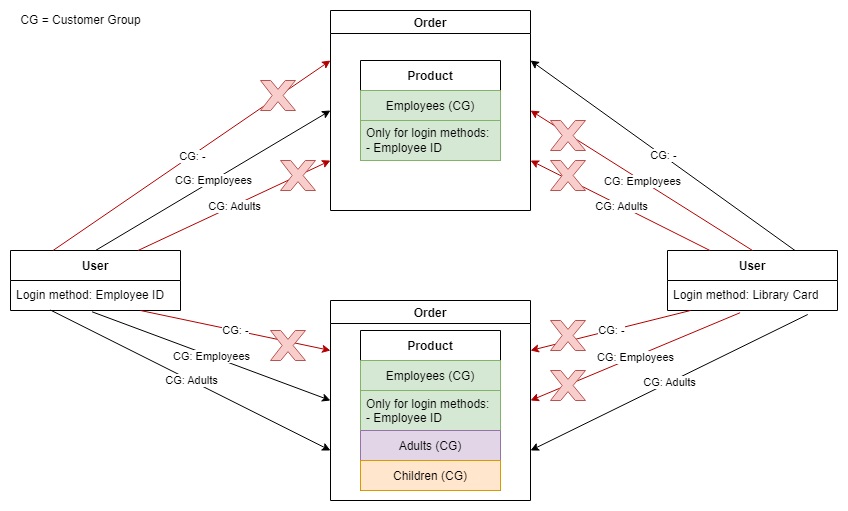 CG = Customer Group
Order
Product
Employees (CG)
Only for login methods:
- Employee ID
CG: -
CG: Employees
CG: Adults
CG: -
CG: Employees
CG: Adults
User
Login method: Employee ID
User
Login method: Library Card
Order
Product
Employees (CG)
Only for login methods:
- Employee ID
Adults (CG)
Children (CG)
CG: -
CG: Employees
CG: Adults
CG: -
CG: Employees
CG: Adults